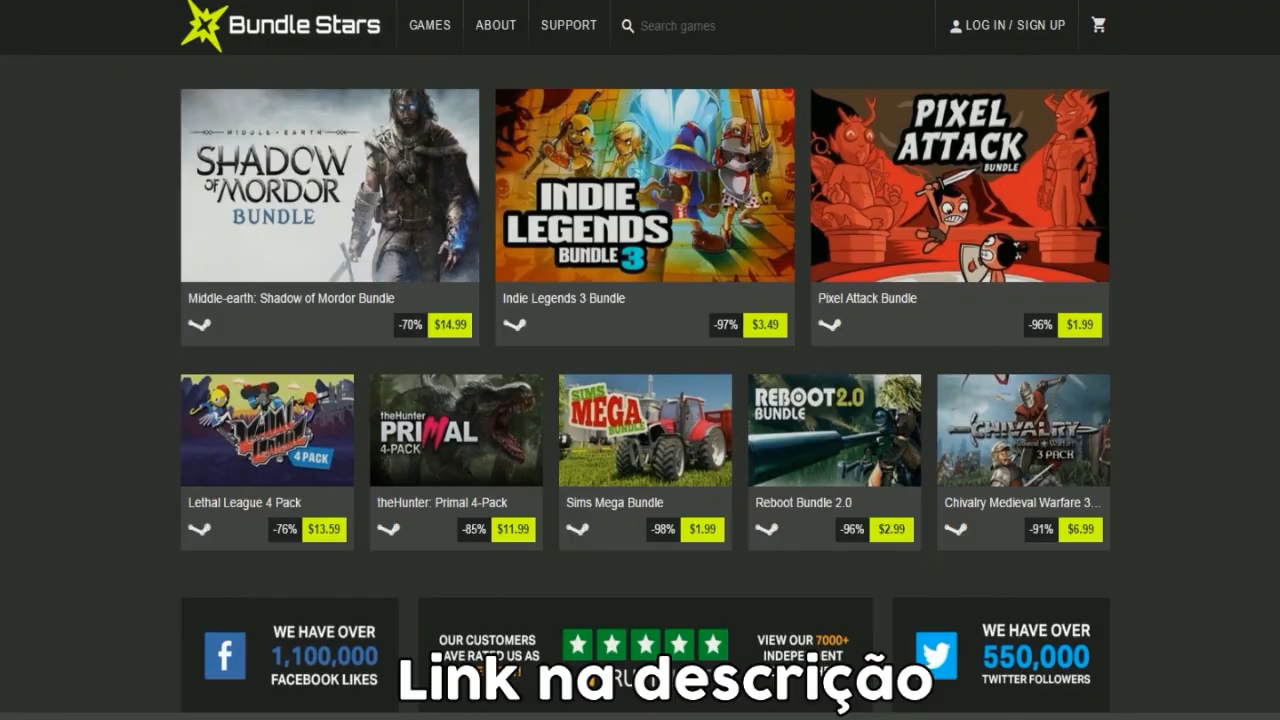 Bundle Stars
GAMES
ABOUT
SUPPORT
Search games
LOG IN / SIGN UP
MIDDLE-EARTH
SHADOW
OF MORDOR
BUNDLE
INDIE
LEGENDS
BUNDLE 3
PIXEL
ATTACK
BUNDLE
Middle-earth: Shadow of Mordor Bundle
-70% $14.99
Indie Legends 3 Bundle
-97% $3.49
Pixel Attack Bundle
-96% $1.99
4 PACK
theHunter
PRIMAL
4-PACK
SIMS
MEGA
BUNDLE
REBOOT2.0
BUNDLE
CHIVALRY
Medieval Warfare
3 PACK
Lethal League 4 Pack
-76% $13.59
theHunter: Primal 4-Pack
-85% $11.99
Sims Mega Bundle
-98% $1.99
Reboot Bundle 2.0
-96% $2.99
Chivalry Medieval Warfare 3...
-91% $6.99
WE HAVE OVER
1,100,000
FACEBOOK LIKES
OUR CUSTOMERS
RATED US AS
VIEW OUR 7000+
WE HAVE OVER
550,000
TWITTER FOLLOWERS
Link na descrição